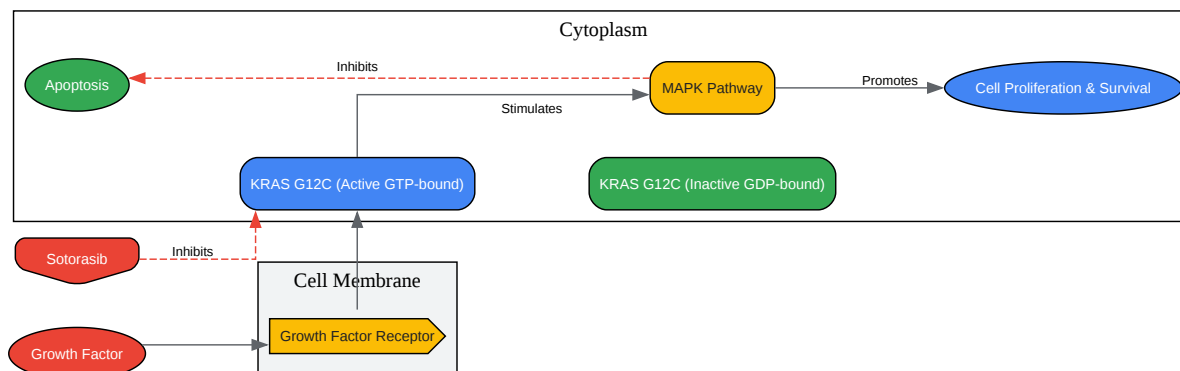 Cytoplasm
Apoptosis
Inhibits
MAPK Pathway
Promotes
Cell Proliferation & Survival
Stimulates
KRAS G12C (Active GTP-bound)
KRAS G12C (Inactive GDP-bound)
Sotorasib
Inhibits
Cell Membrane
Growth Factor Receptor
Growth Factor